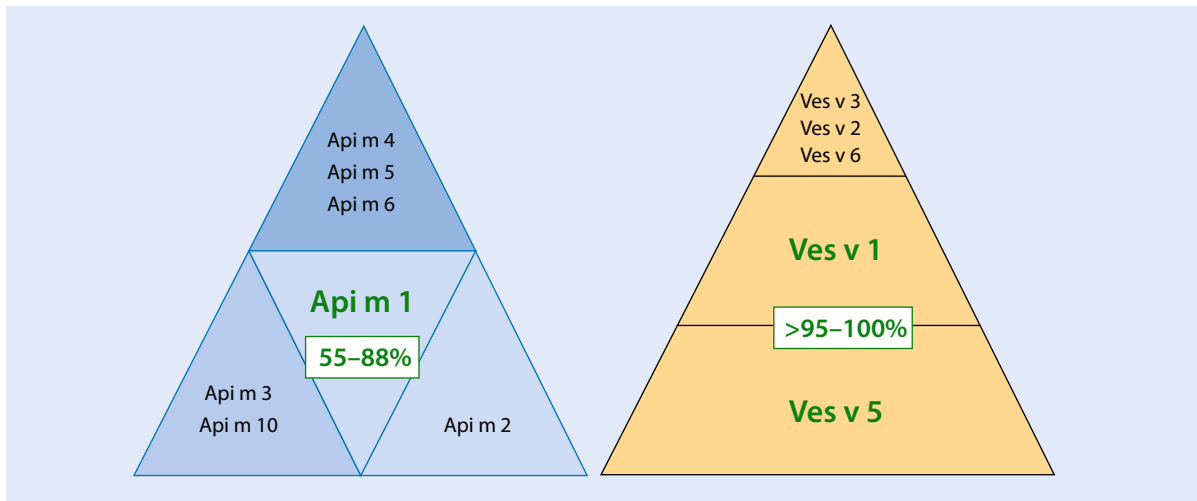 Api m 4
Api m 5
Api m 6
Api m 1
55–88%
Api m 3
Api m 10
Api m 2
Ves v 3
Ves v 2
Ves v 6
Ves v 1
>95–100%
Ves v 5